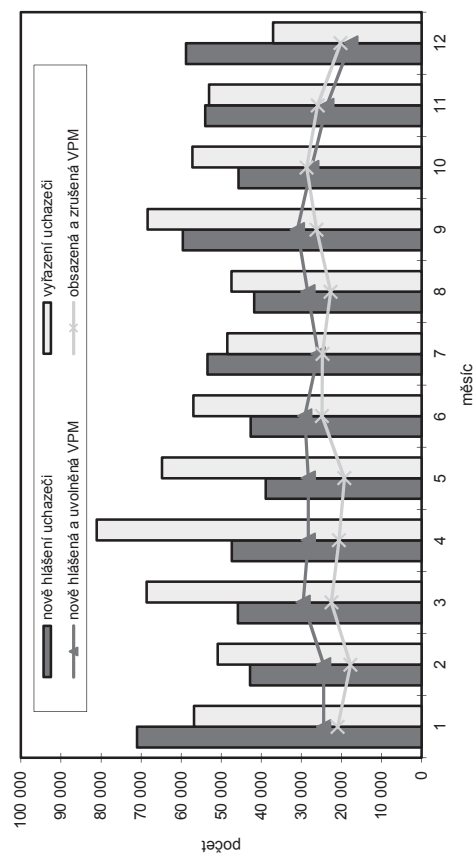 nově hlášení uchazeči
vyřazení uchazeči
nově hlášená a uvolněná VPM
obsazená a zrušená VPM
100 000
90 000
80 000
70 000
60 000
50 000
40 000
30 000
20 000
10 000
0
počet
1 2 3 4 5 6 7 8 9 10 11 12
měsíc